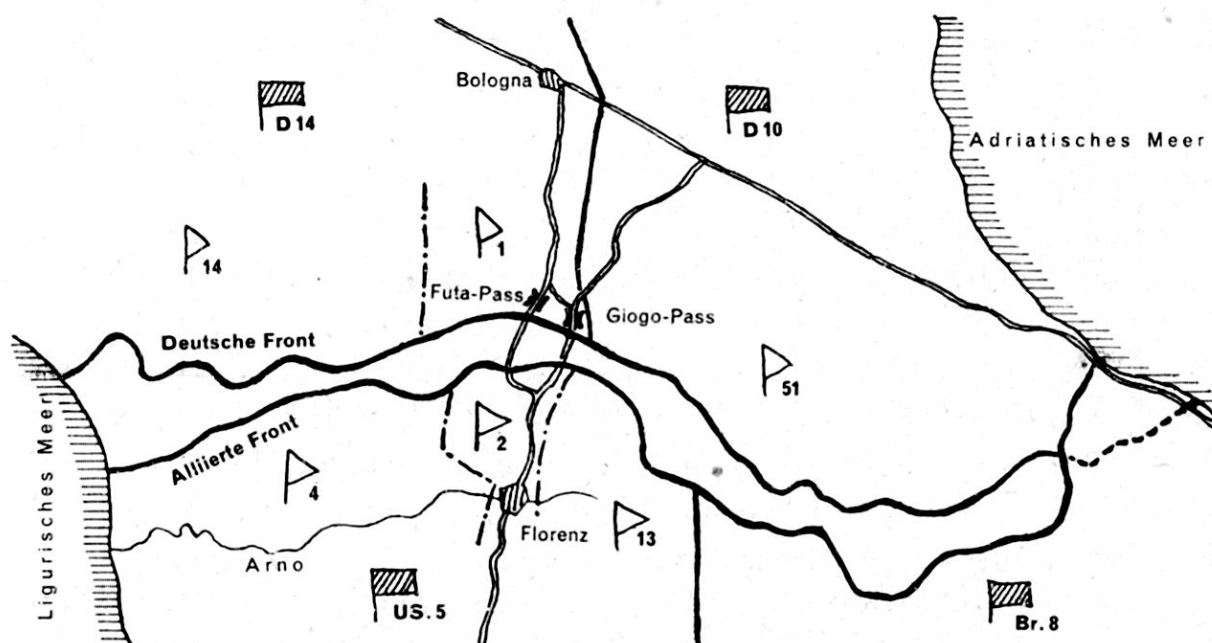 Bologna
D 14
D 10
Adriatisches Meer
14
1
Futa-Pass
Giogo-Pass
Deutsche Front
51
Alliierte Front
2
4
Ligurisches Meer
Florenz
13
Arno
US. 5
Br. 8